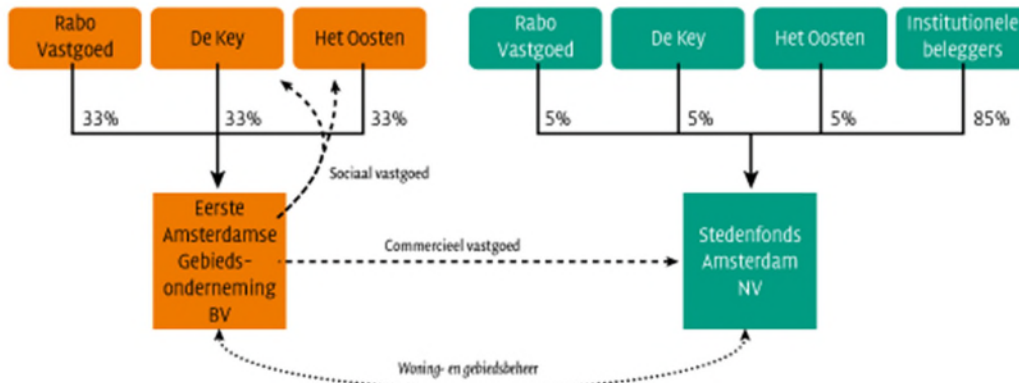 Rabo
Vastgoed
De Key
Het Oosten
Rabo
Vastgoed
De Key
Het Oosten
Institutionele
beleggers
33%
33%
33%
5%
5%
5%
85%
Sociaal vastgoed
Eerste
Amsterdamse
Gebieds-
onderneming
BV
Commercieel vastgoed
Stedenfonds
Amsterdam
NV
Woning- en gebiedsbeheer